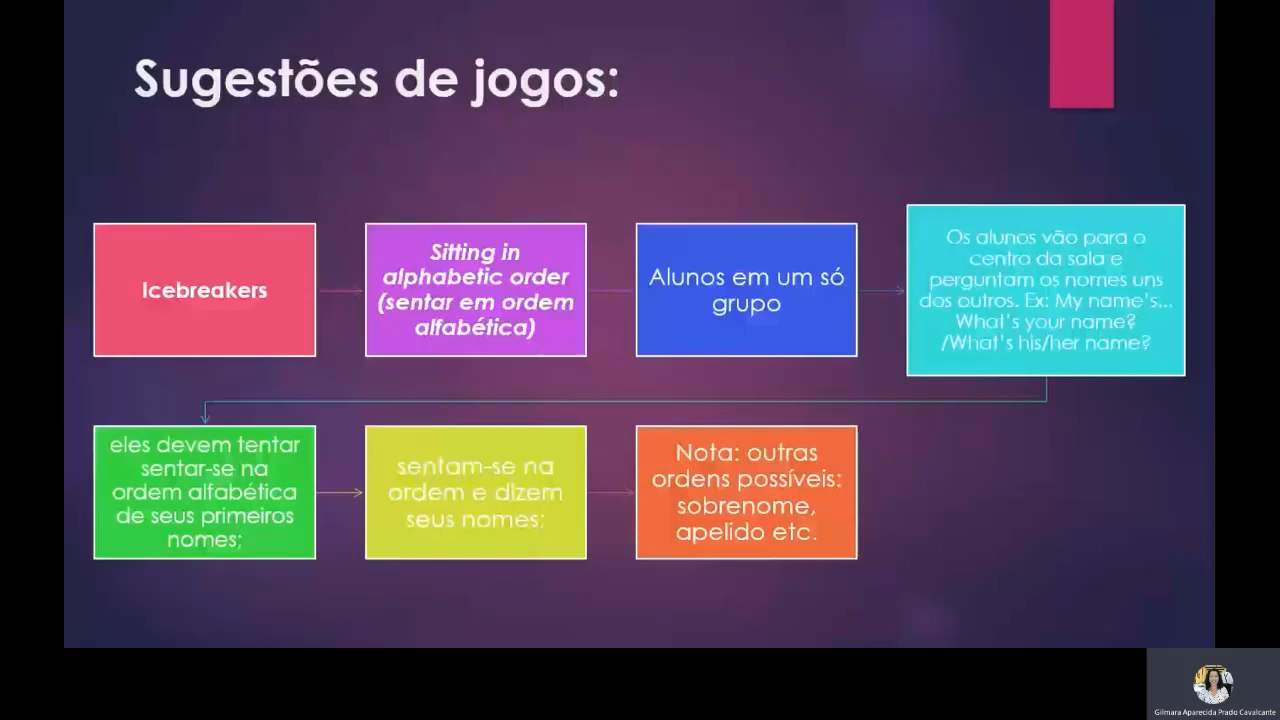 Sugestões de jogos:
Icebreakers
Sitting in
alphabetic order
(sentar em ordem
alfabética)
Alunos em um só
grupo
Os alunos vão para o
centro da sala e
perguntam os nomes uns
dos outros. Ex: My name's...
What's your name?
/What's his/her name?
eles devem tentar
sentar-se na
ordem alfabética
de seus primeiros
nomes;
sentam-se na
ordem e dizem
seus nomes;
Nota: outras
ordens possíveis:
sobrenome,
apelido etc.
Gilmara Aparecida Prado Cavalcante